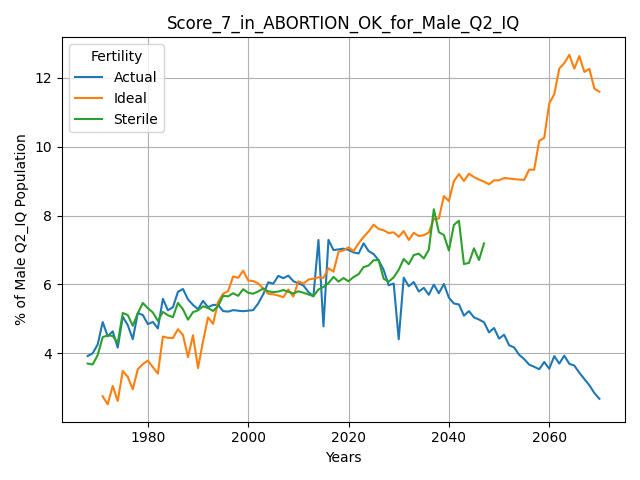 Score_7_in_ABORTION_OK_for_Male_Q2_IQ
Fertility
Actual
Ideal
Sterile
% of Male Q2_IQ Population
12
10
8
6
4
1980
2000
2020
2040
2060
Years